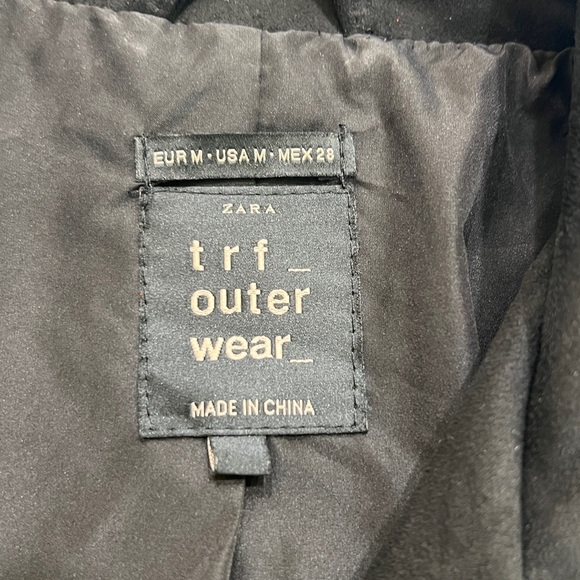 EUR M · USA M · MEX 28
ZARA
trf_
outer
wear_
MADE IN CHINA